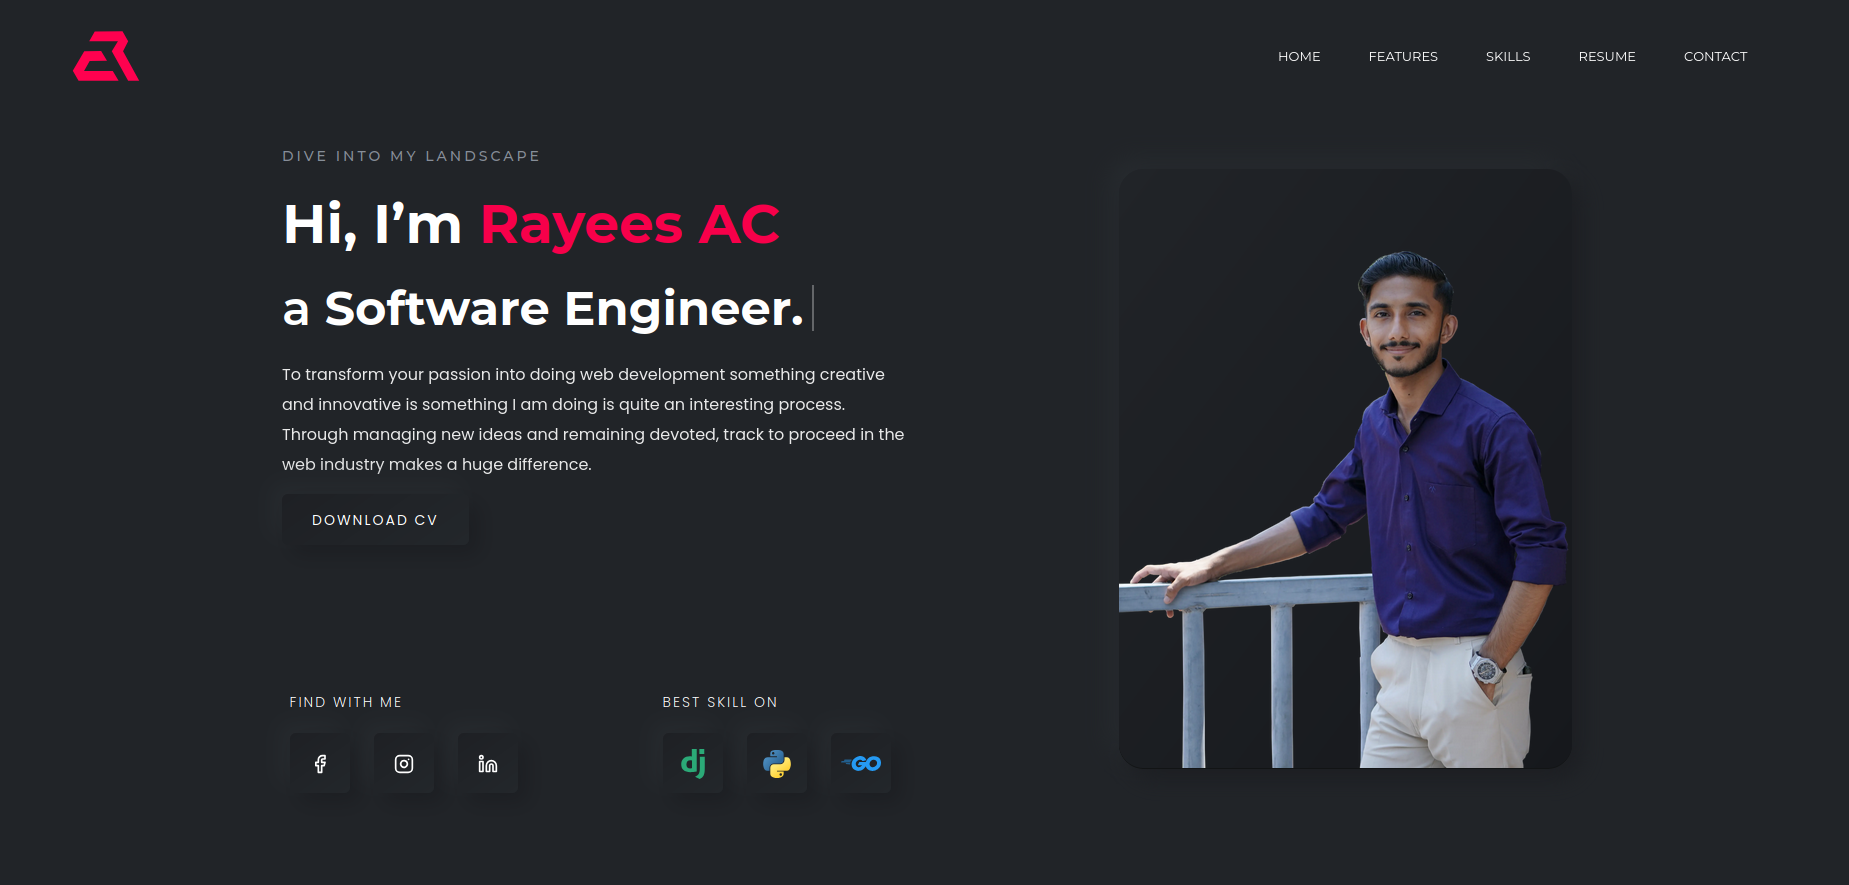 HOME FEATURES SKILLS RESUME CONTACT
DIVE INTO MY LANDSCAPE
Hi, I’m Rayees AC
a Software Engineer.
To transform your passion into doing web development something creative
and innovative is something I am doing is quite an interesting process.
Through managing new ideas and remaining devoted, track to proceed in the
web industry makes a huge difference.
DOWNLOAD CV
FIND WITH ME
BEST SKILL ON
dj
GO